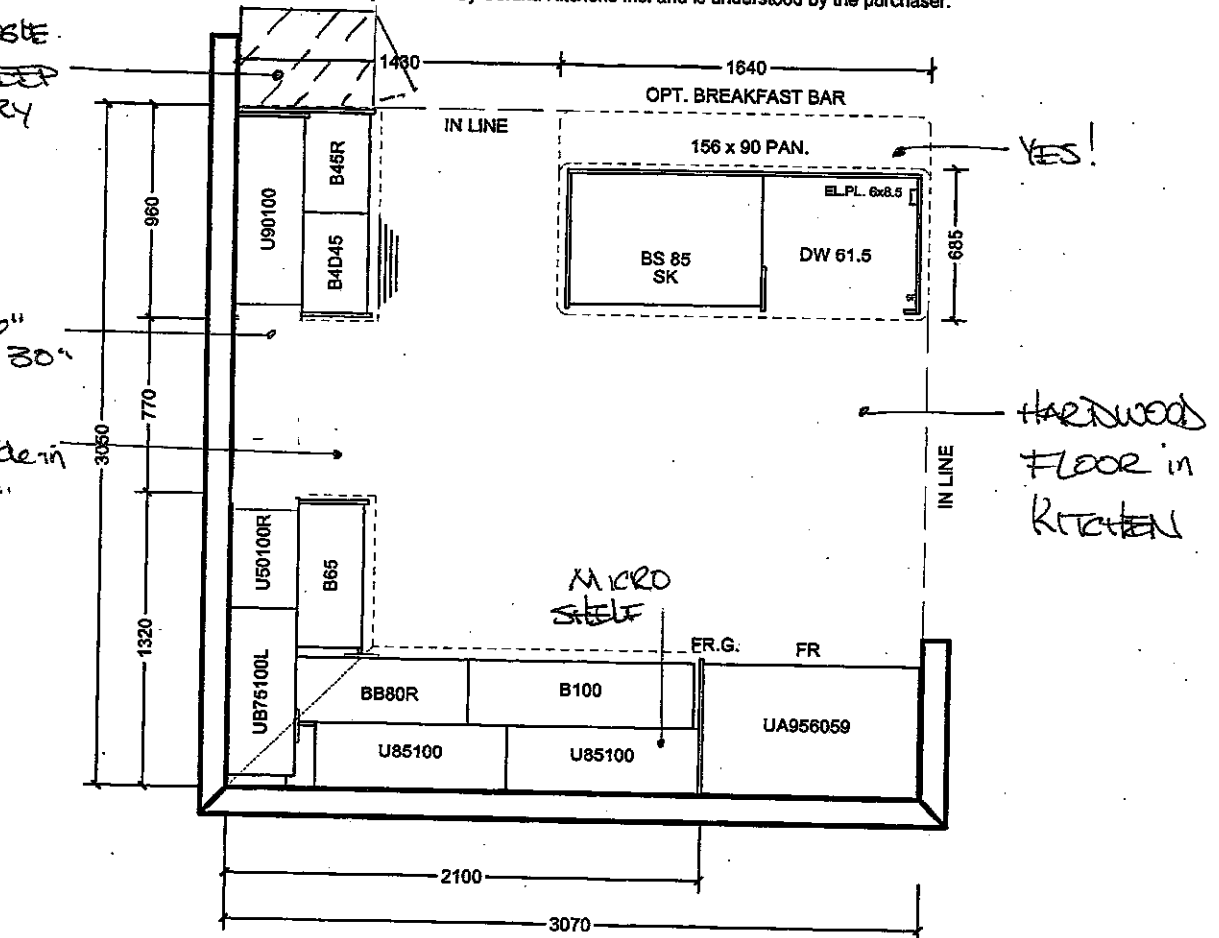 Kitchens Inc. and is understood by the purchaser.
1430
1640
OPT. BREAKFAST BAR
IN LINE
156 x 90 PAN.
YES!
EL.PL. 6x8.5
B45R
U90100
B4D45
960
BS 85
SK
DW 61.5
685
30"
770
3050
HARDWOOD
FLOOR in
KITCHEN
IN LINE
U50100R
B65
MICRO
SHELF
1320
UB75100L
FR.G.
FR
BB80R
B100
UA956059
U85100
U85100
2100
3070